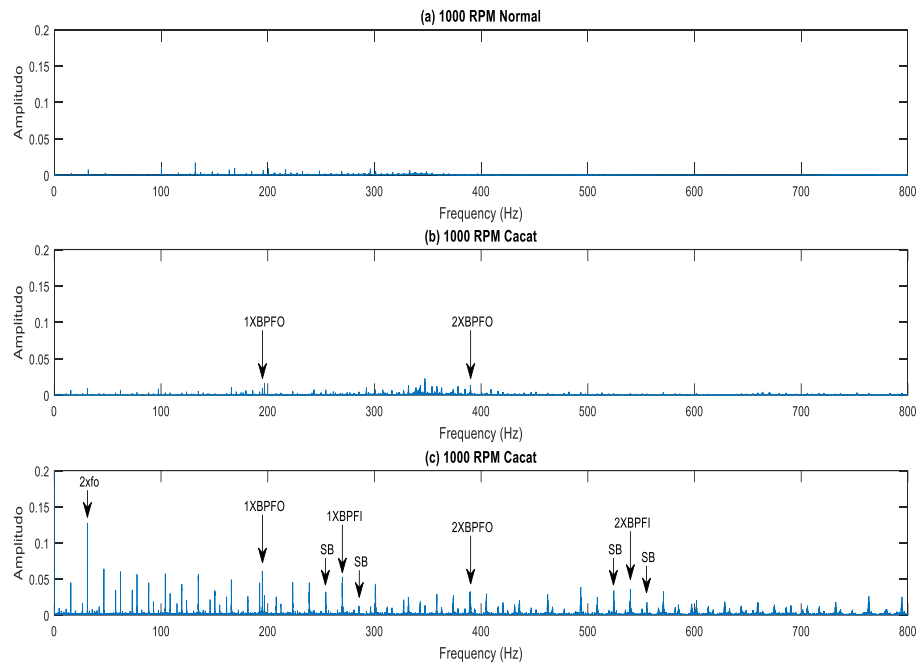 (a) 1000 RPM Normal
Amplitudo
0.2
0.15
0.1
0.05
0
0 100 200 300 400 500 600 700 800
Frequency (Hz)
(b) 1000 RPM Cacat
Amplitudo
0.2
0.15
0.1
0.05
0
1XBPFO 2XBPFO
0 100 200 300 400 500 600 700 800
Frequency (Hz)
(c) 1000 RPM Cacat
Amplitudo
0.2
0.15
0.1
0.05
0
2xfo
1XBPFO
1XBPFI
SB
SB
2XBPFO
2XBPFI
SB
SB
0 100 200 300 400 500 600 700 800
Frequency (Hz)